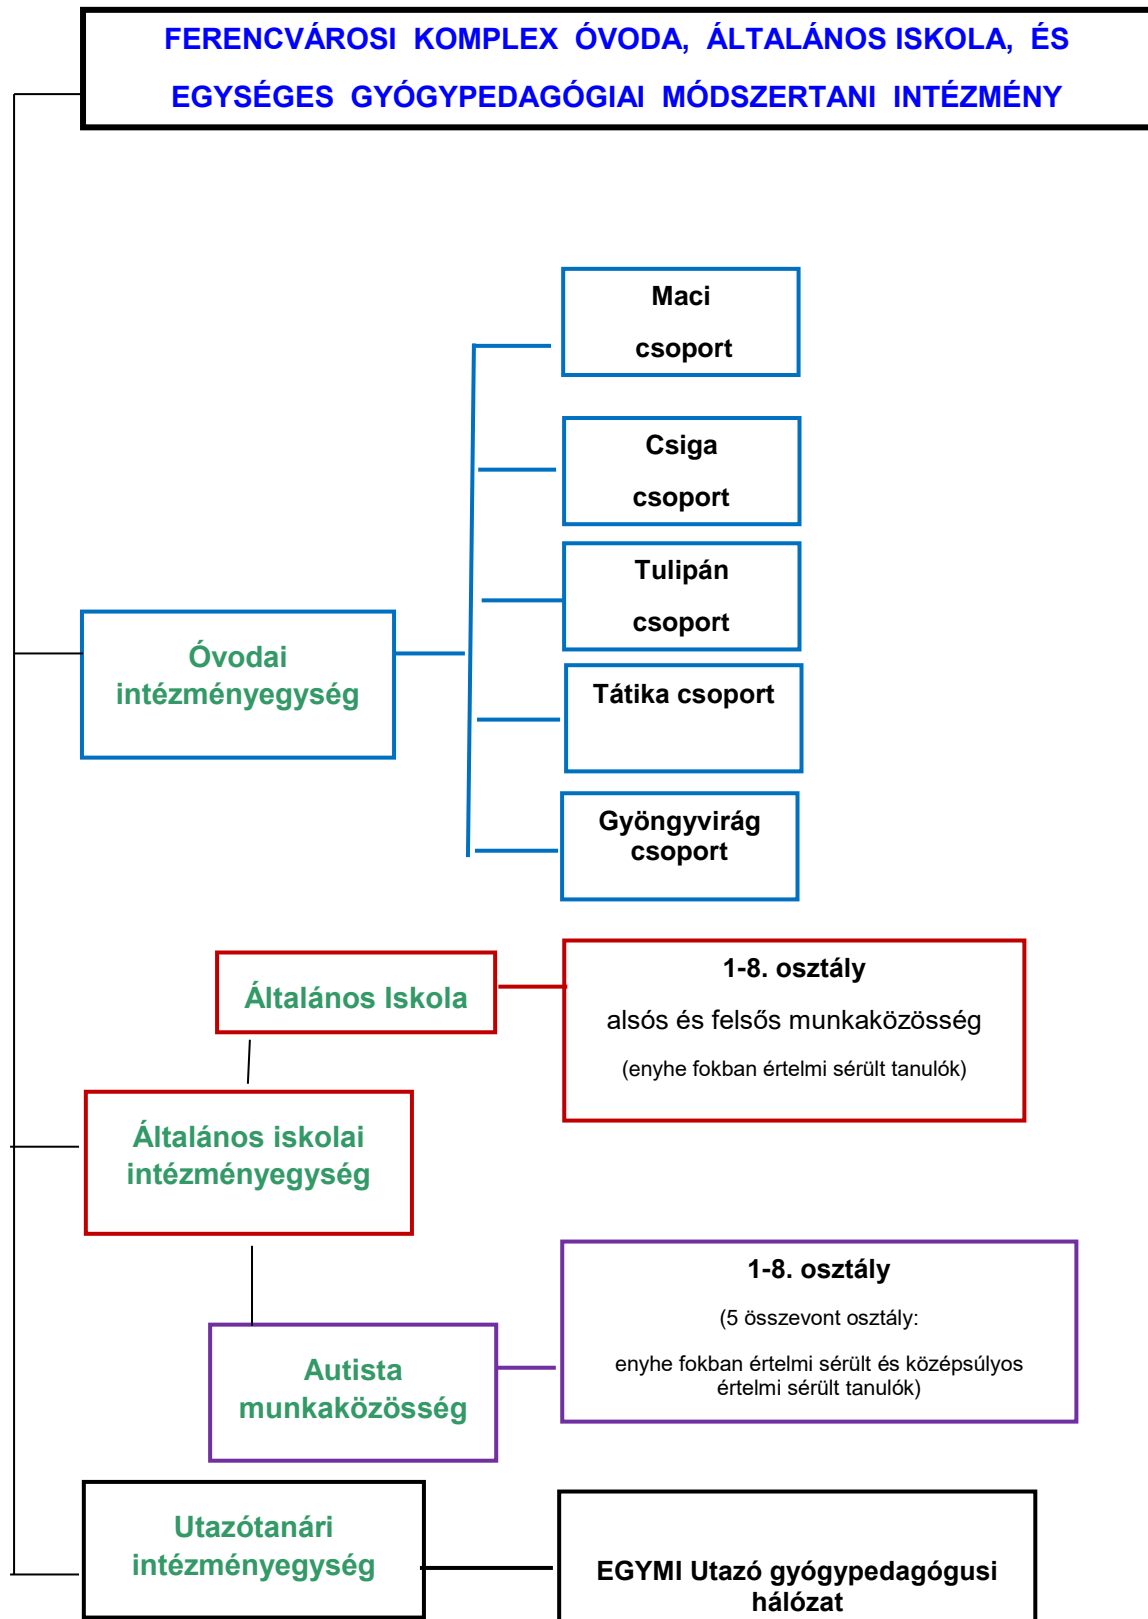 FERENCVÁROSI KOMPLEX ÓVODA, ÁLTALÁNOS ISKOLA, ÉS
EGYSÉGES GYÓGYPEDAGÓGIAI MÓDSZERTANI INTÉZMÉNY
Maci
csoport
Csiga
csoport
Tulipán
csoport
Óvodai
intézményegység
Tátika csoport
Gyöngyvirág
csoport
Általános Iskola
1-8. osztály
alsós és felsős munkaközösség
(enyhe fokban értelmi sérült tanulók)
Általános iskolai
intézményegység
1-8. osztály
(5 összevont osztály:
enyhe fokban értelmi sérült és középsúlyos
értelmi sérült tanulók)
Autista
munkaközösség
Utazótanári
intézményegység
EGYMI Utazó gyógypedagógusi
hálózat